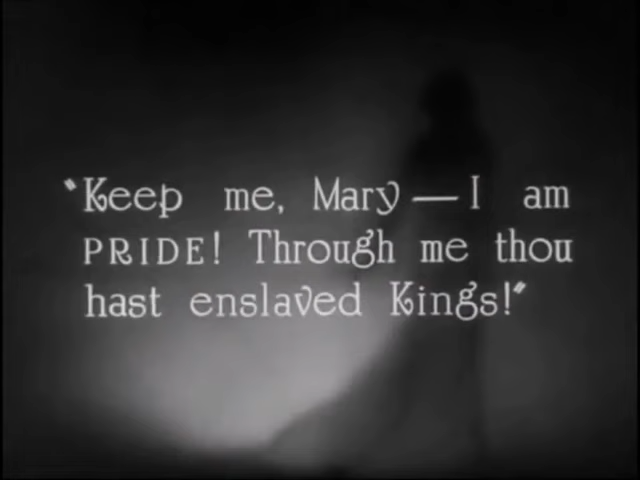 "Keep me, Mary — I am
PRIDE! Through me thou
hast enslaved Kings!"